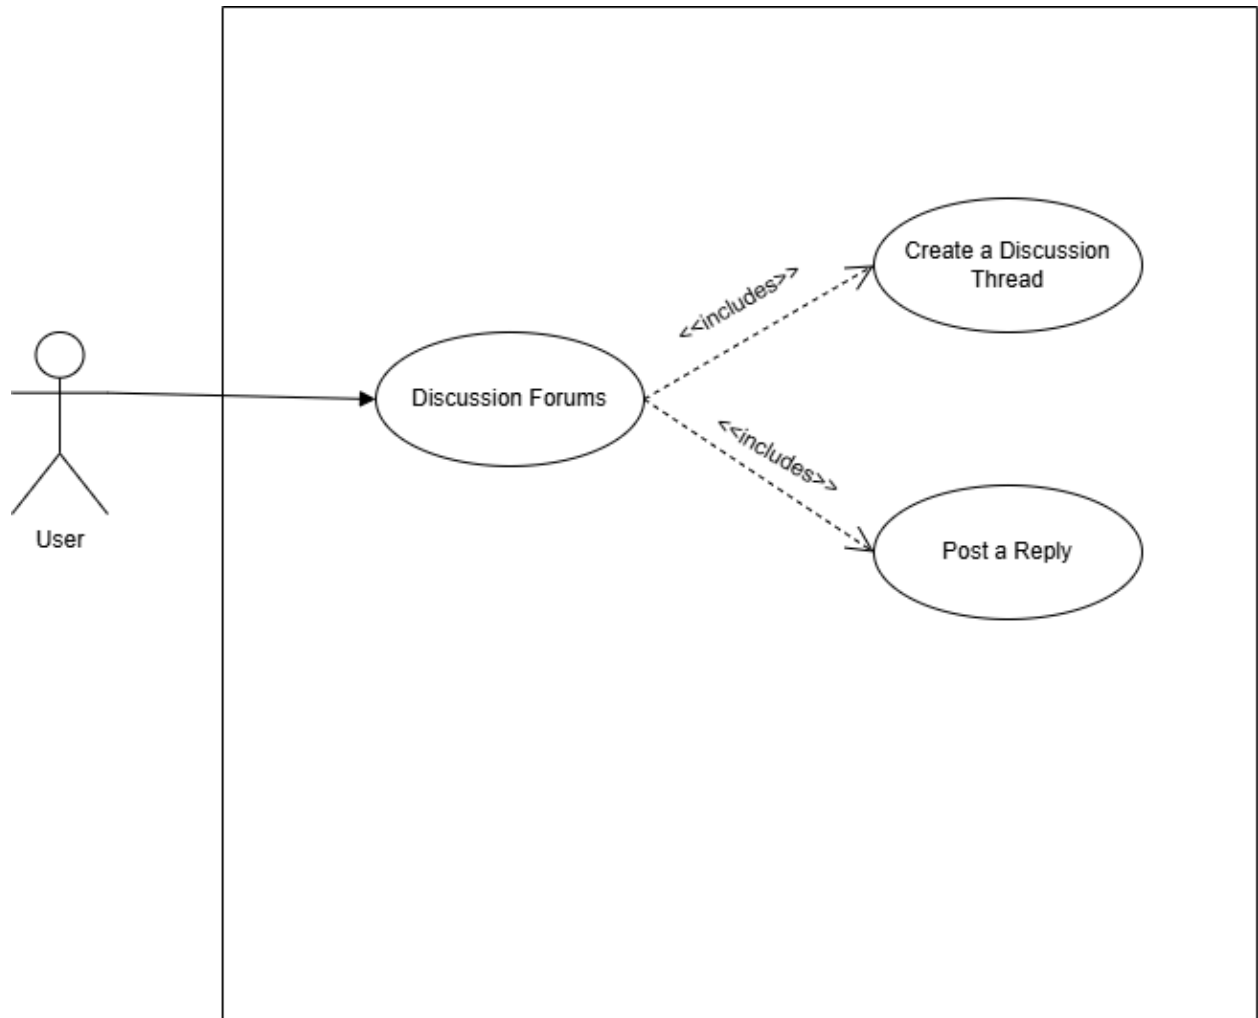 Create a Discussion
Thread
<<includes>>
Discussion Forums
<<includes>>
User
Post a Reply